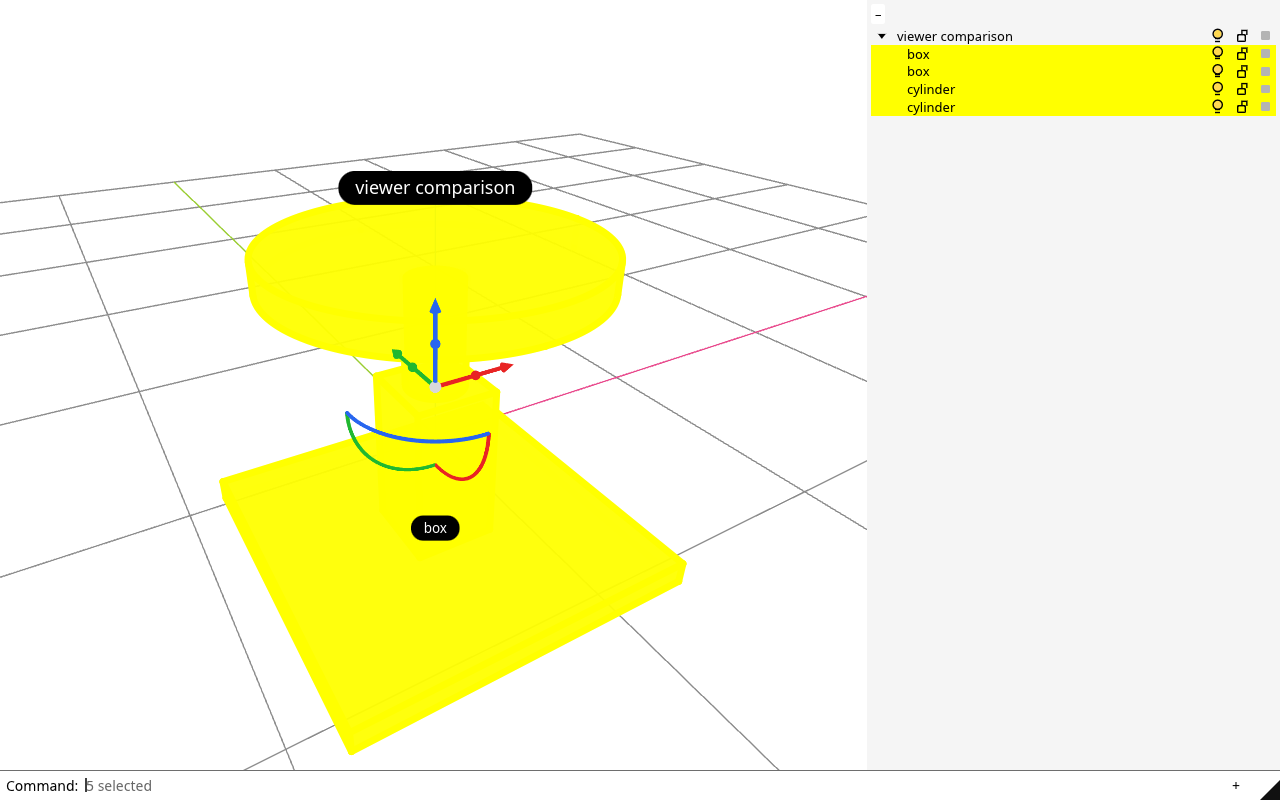 –
viewer comparison
box
box
cylinder
cylinder
viewer comparison
box
Command: 5 selected
+